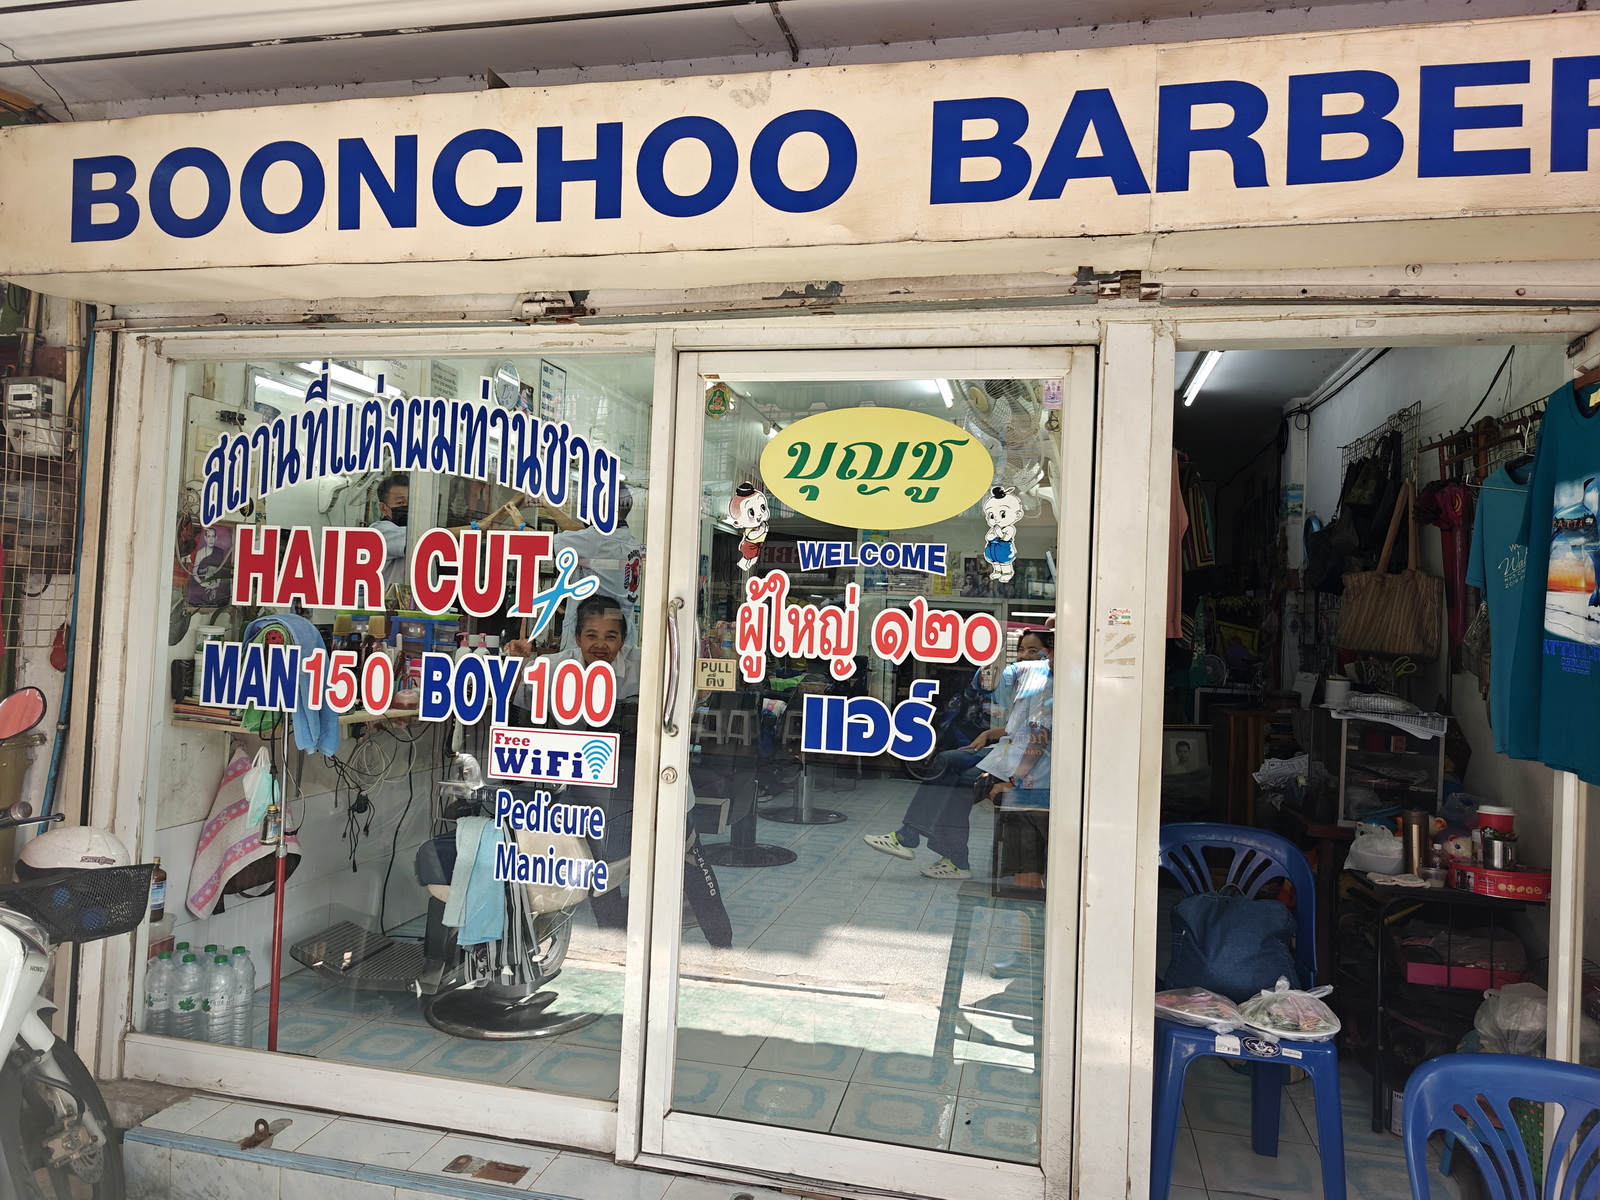 BOONCHOO BARBER
สถานที่แต่งผมท่านชาย
HAIR CUT
MAN 150 BOY 100
Free
WiFi
Pedicure
Manicure
บุญชู
WELCOME
ผู้ใหญ่ ๑๒๐
แอร์
PULL
ดึง